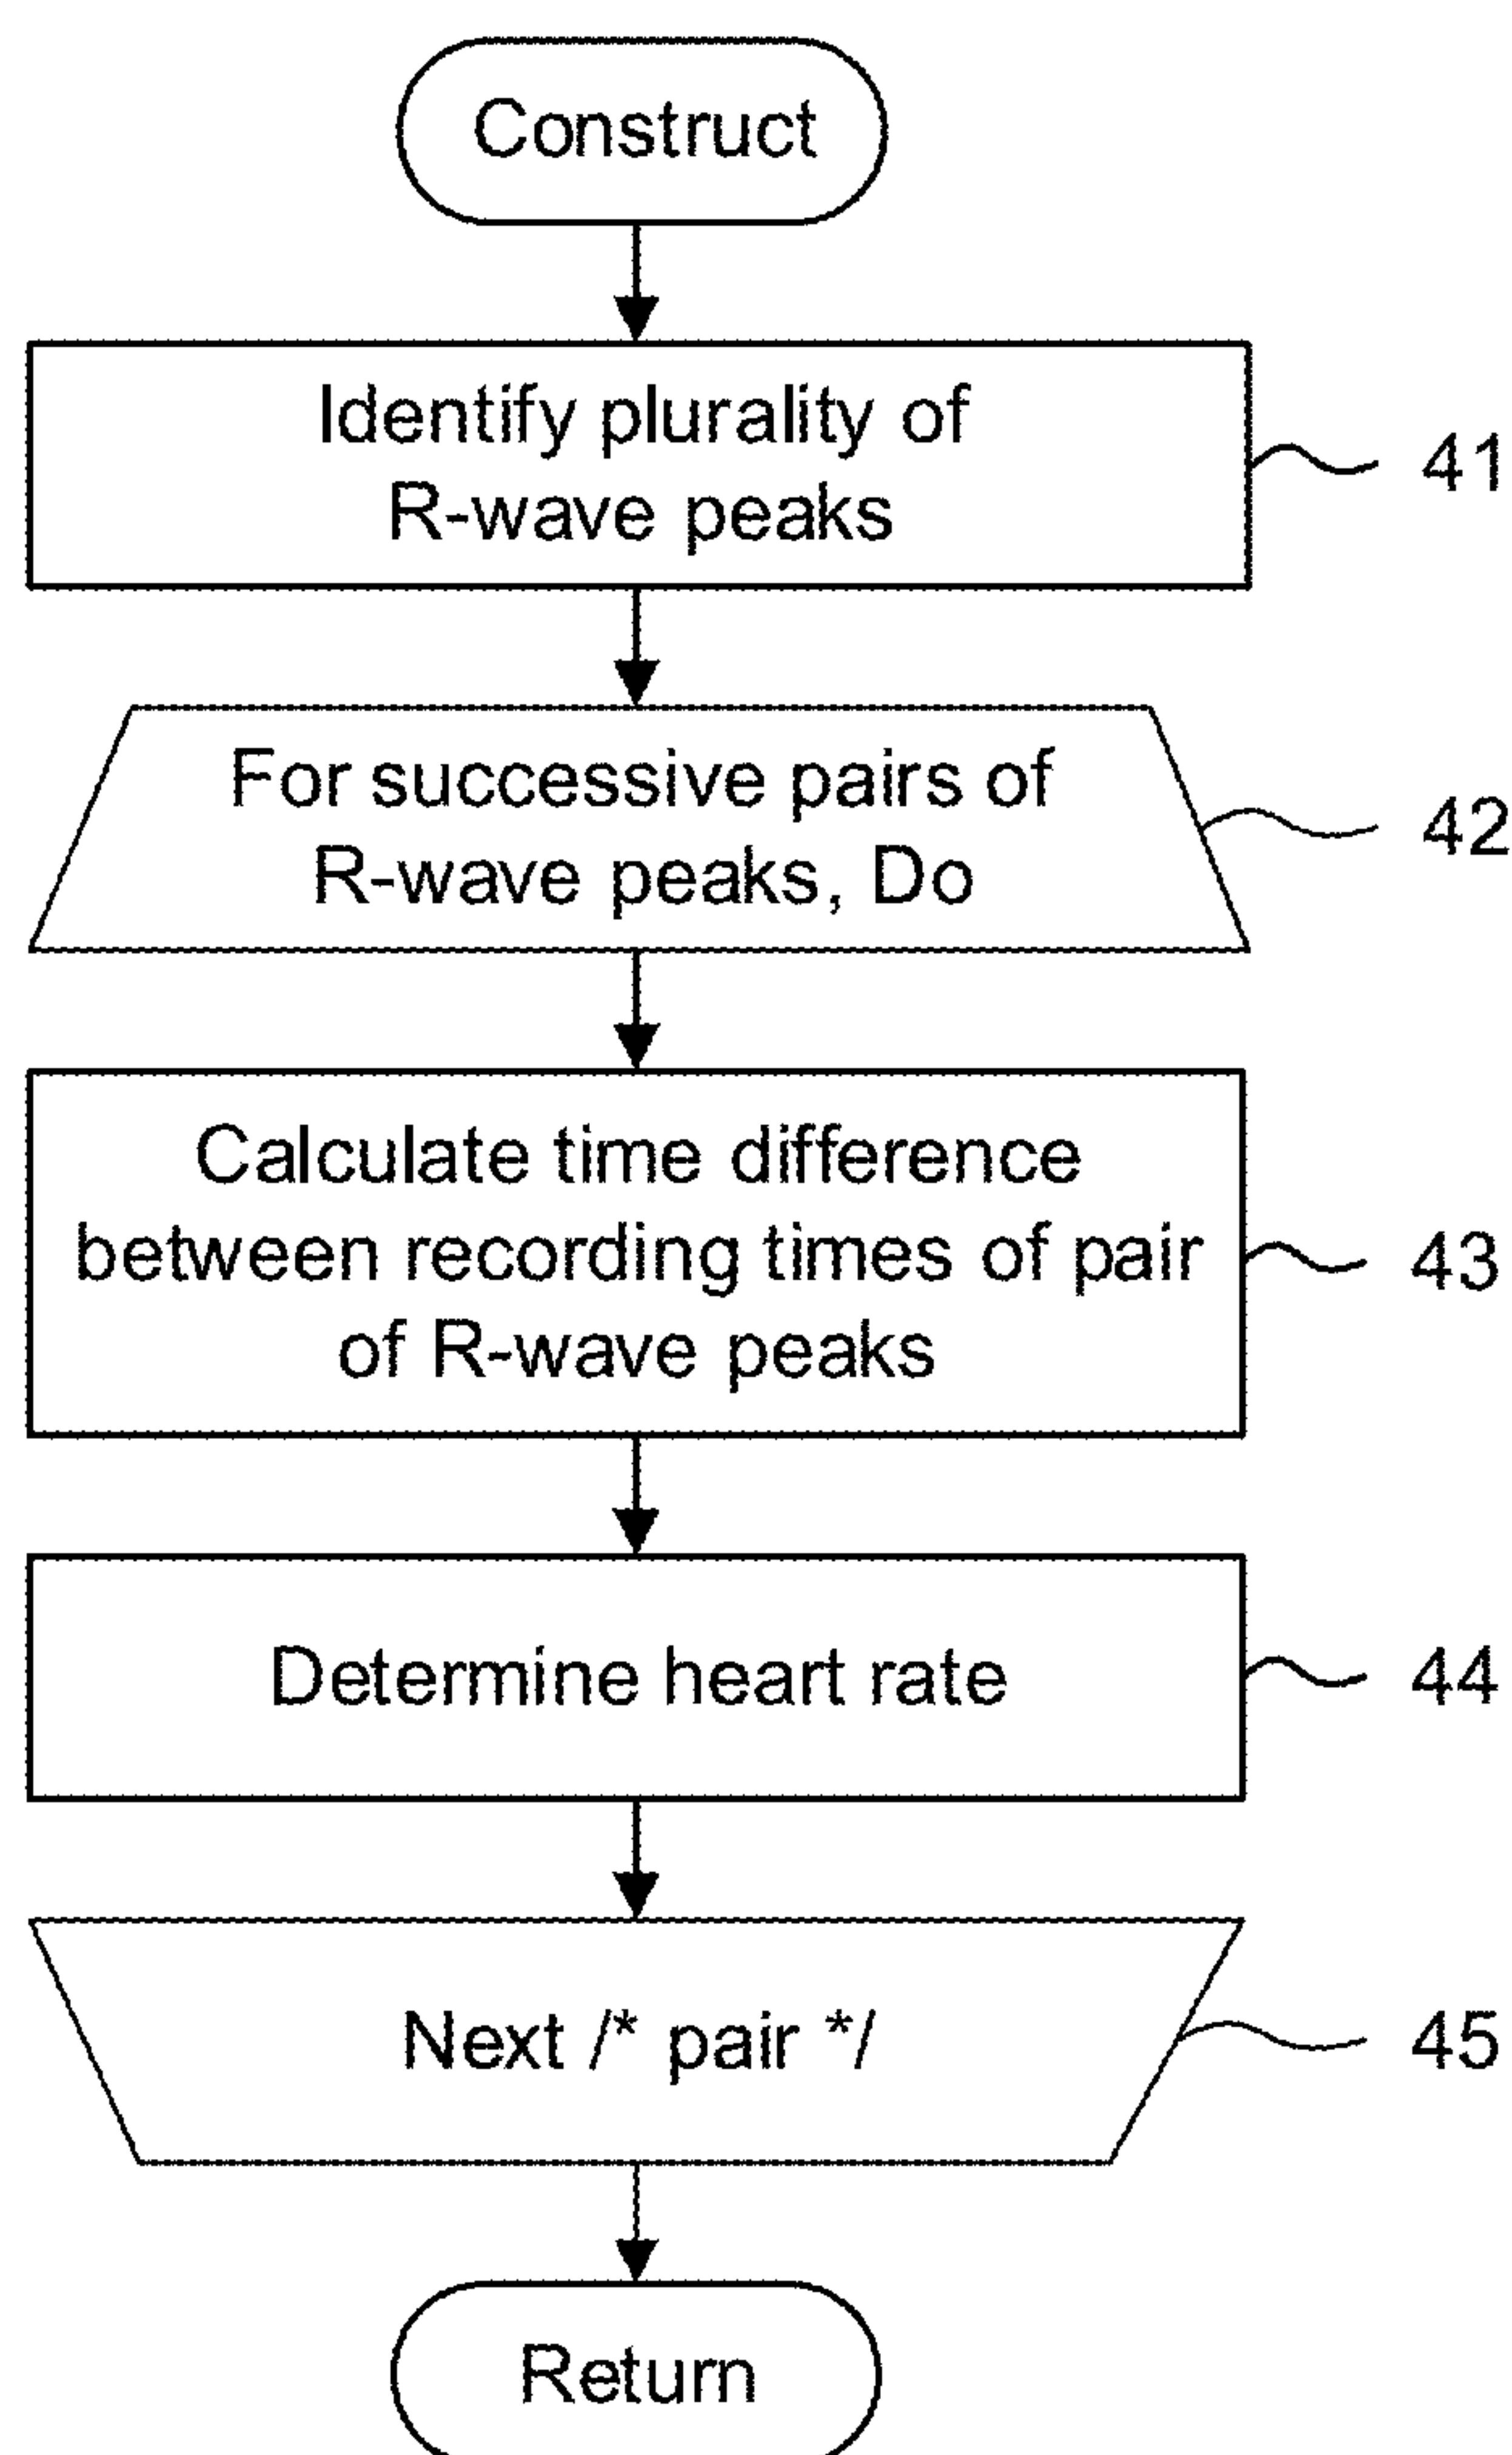 Construct
Identify plurality of
R-wave peaks
41
For successive pairs of
R-wave peaks, Do
42
Calculate time difference
between recording times of pair
of R-wave peaks
43
Determine heart rate
44
Next /* pair */
45
Return